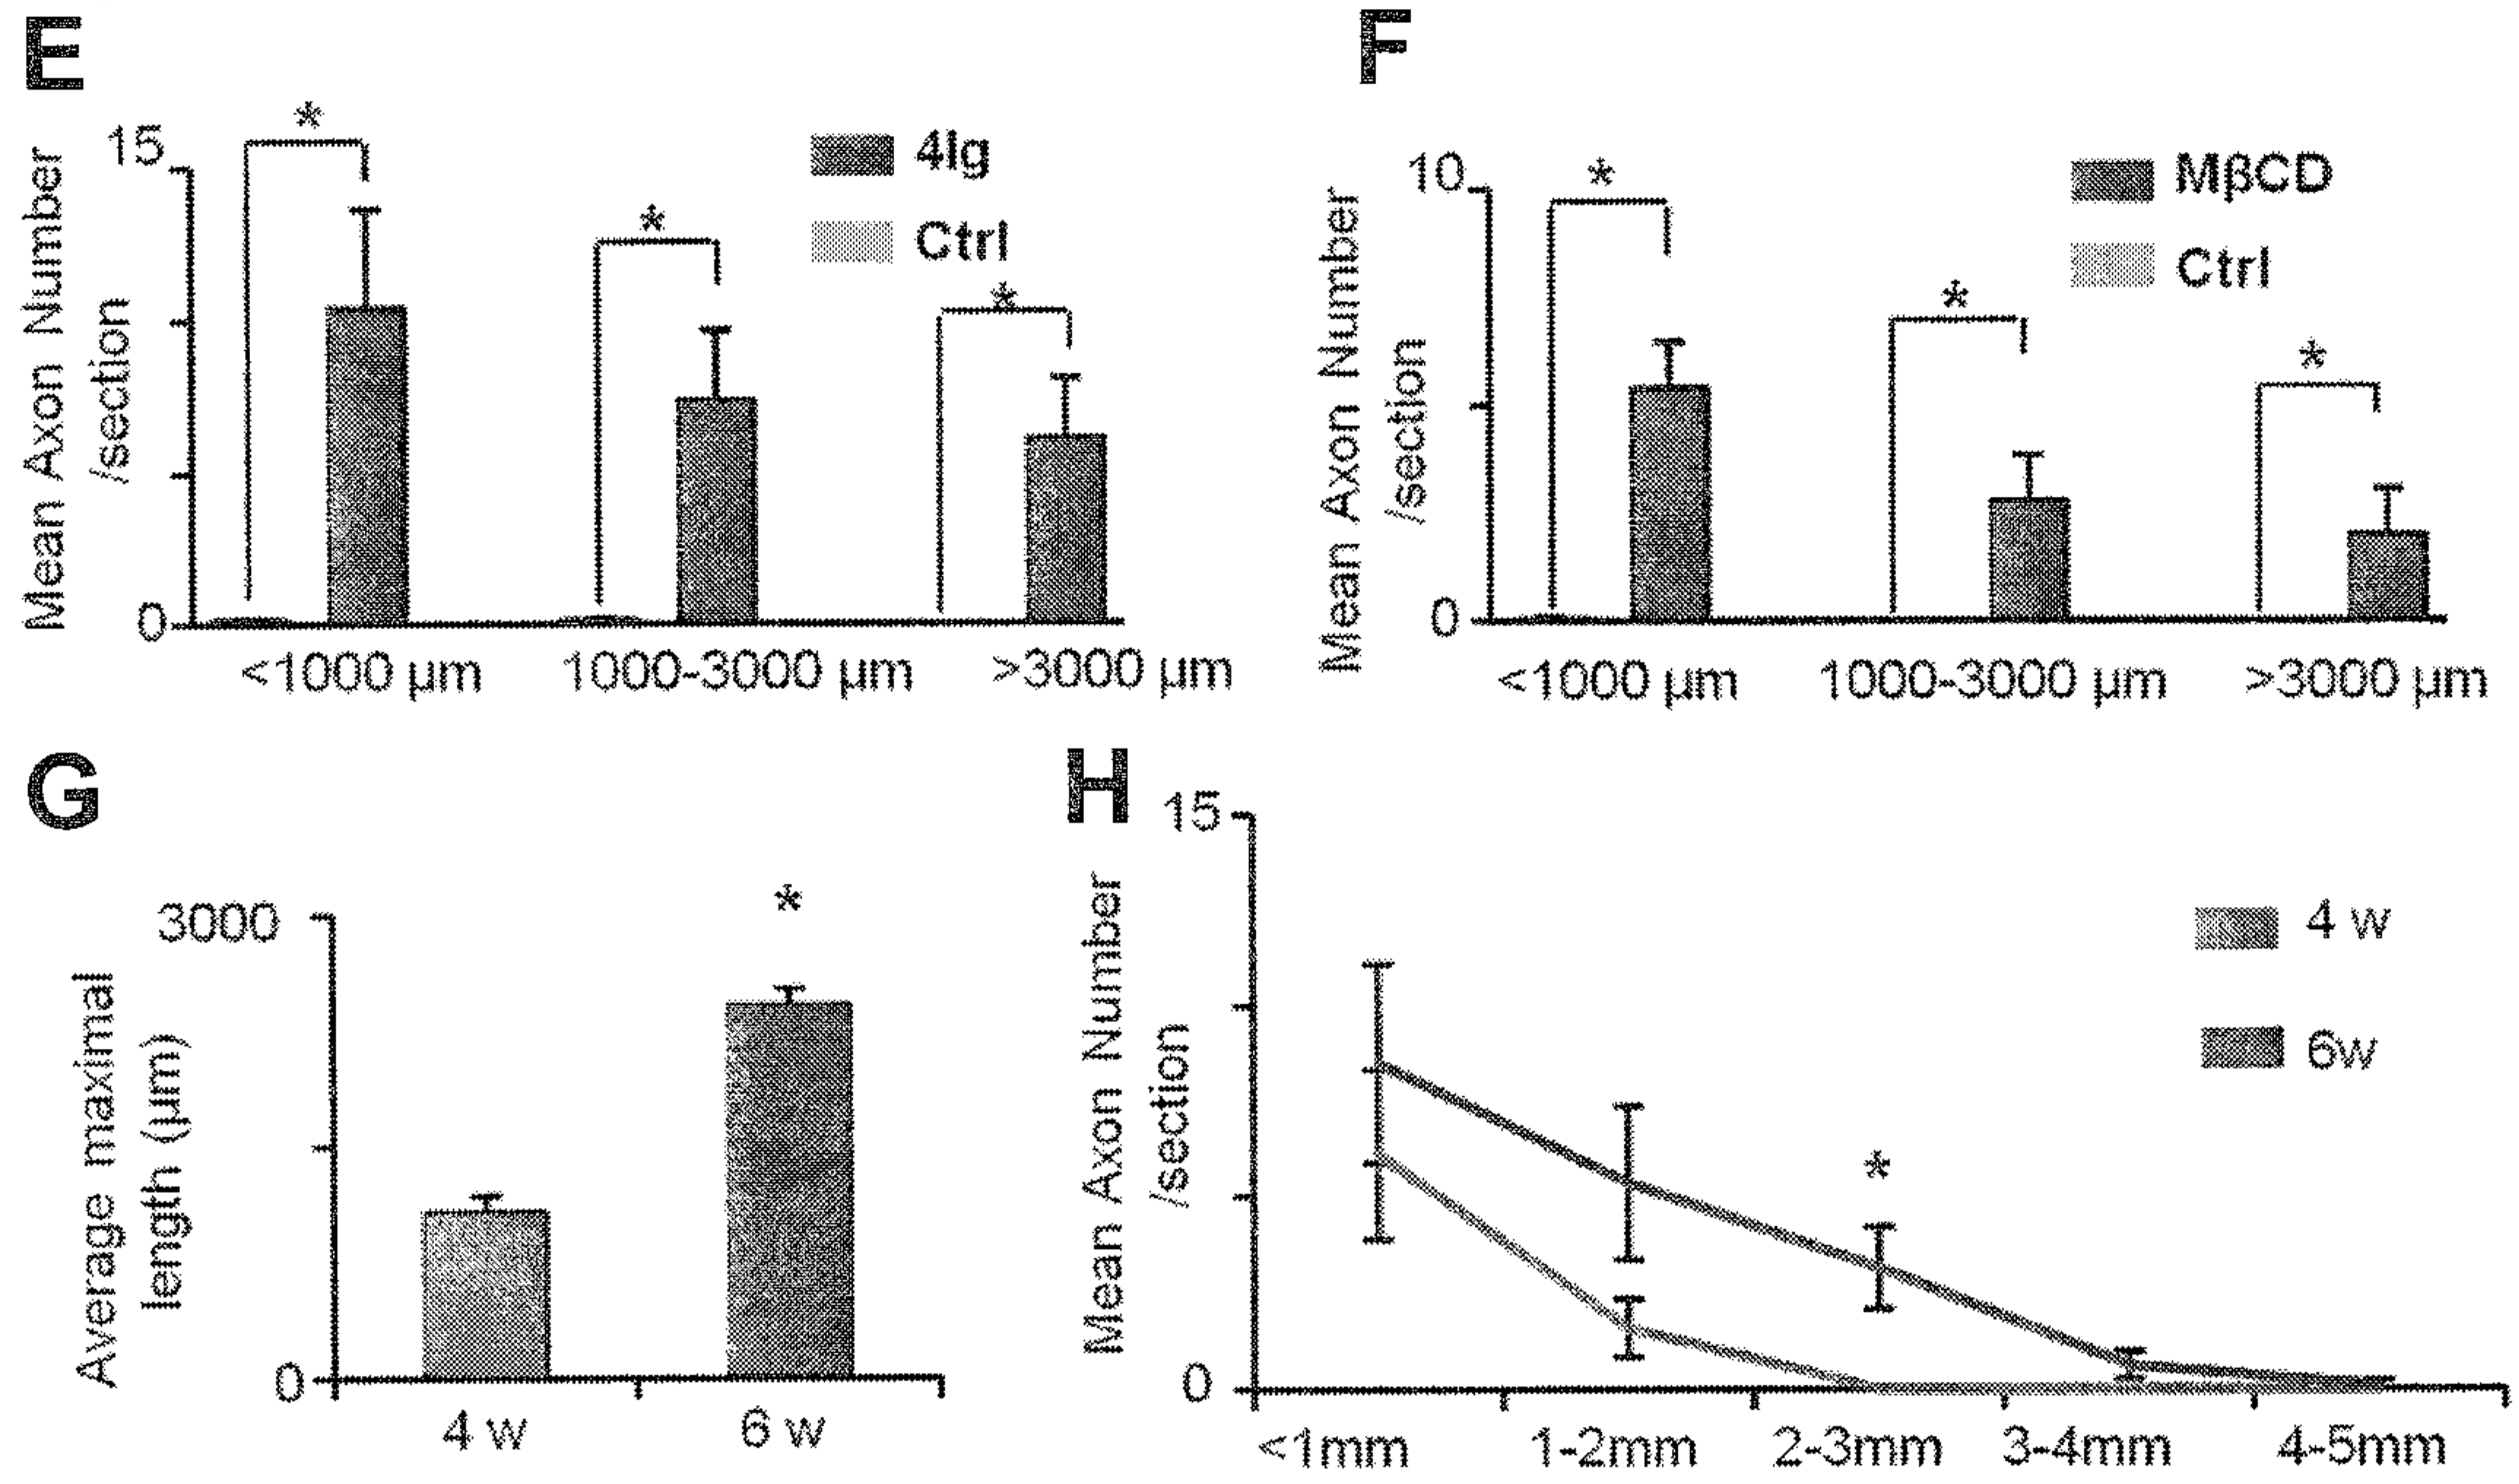 E
Mean Axon Number
/section
15
0
*
*
*
4Ig
Ctrl
<1000 μm
1000-3000 μm
>3000 μm
F
Mean Axon Number
/section
10
0
*
*
*
MβCD
Ctrl
<1000 μm
1000-3000 μm
>3000 μm
G
Average maximal
length (μm)
3000
0
*
4 w
6 w
H
Mean Axon Number
/section
15
0
*
4 w
6w
<1mm
1-2mm
2-3mm
3-4mm
4-5mm